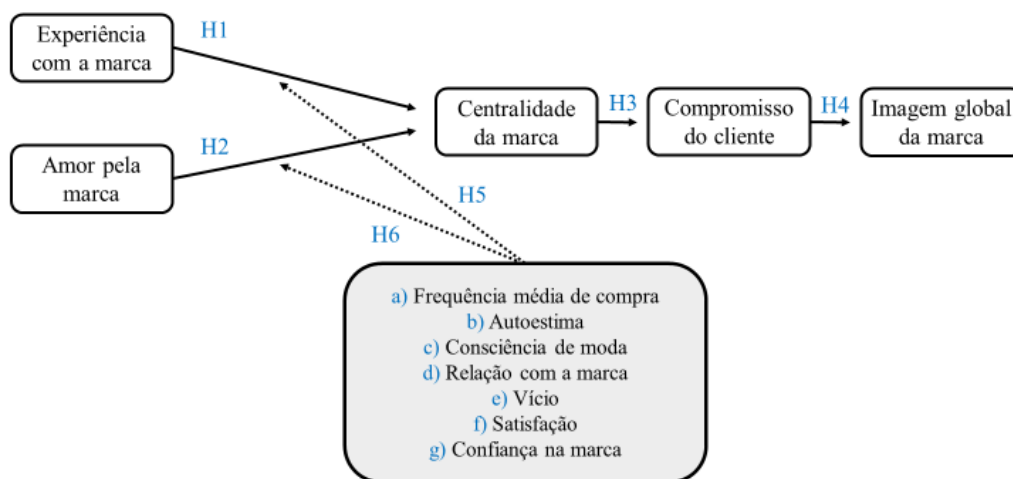 Experiência
com a marca
H1
Centralidade
da marca
H3
Compromisso
do cliente
H4
Imagem global
da marca
H2
Amor pela
marca
H5
H6
a) Frequência média de compra
b) Autoestima
c) Consciência de moda
d) Relação com a marca
e) Vício
f) Satisfação
g) Confiança na marca